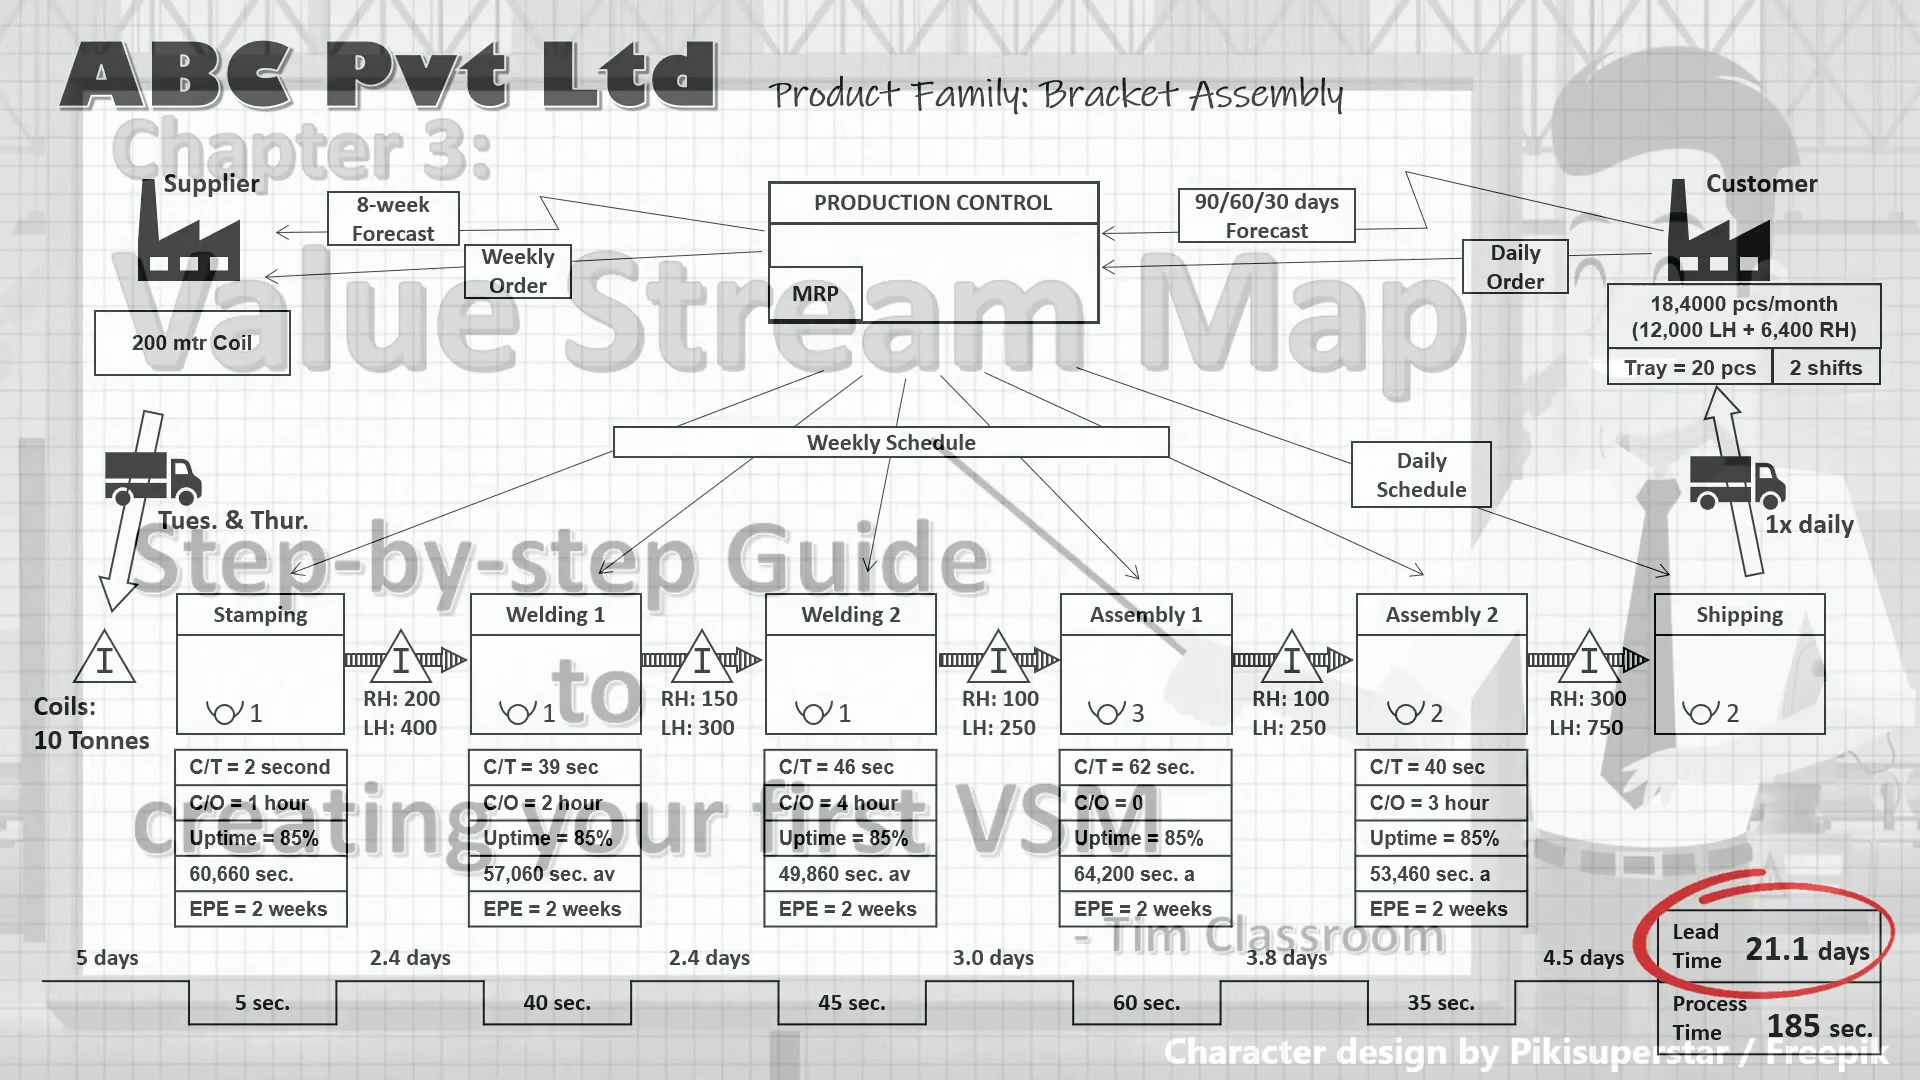 ABC Pvt Ltd
Product Family: Bracket Assembly
Chapter 3:
Supplier
8-week
Forecast
Weekly
Order
PRODUCTION CONTROL
MRP
90/60/30 days
Forecast
Daily
Order
Customer
Value Stream Map
200 mtr Coil
18,4000 pcs/month
(12,000 LH + 6,400 RH)
Tray = 20 pcs
2 shifts
Weekly Schedule
Daily
Schedule
Tues. & Thur.
1x daily
Step-by-step Guide
to
creating your first VSM
- Tim Classroom
Stamping
Welding 1
Welding 2
Assembly 1
Assembly 2
Shipping
I
I
I
I
I
I
1
1
1
3
2
2
Coils:
10 Tonnes
RH: 200
LH: 400
RH: 150
LH: 300
RH: 100
LH: 250
RH: 100
LH: 250
RH: 300
LH: 750
C/T = 2 second
C/O = 1 hour
Uptime = 85%
60,660 sec.
EPE = 2 weeks
C/T = 39 sec
C/O = 2 hour
Uptime = 85%
57,060 sec. av
EPE = 2 weeks
C/T = 46 sec
C/O = 4 hour
Uptime = 85%
49,860 sec. av
EPE = 2 weeks
C/T = 62 sec.
C/O = 0
Uptime = 85%
64,200 sec. a
EPE = 2 weeks
C/T = 40 sec
C/O = 3 hour
Uptime = 85%
53,460 sec. a
EPE = 2 weeks
5 days
2.4 days
2.4 days
3.0 days
3.8 days
4.5 days
5 sec.
40 sec.
45 sec.
60 sec.
35 sec.
Lead
Time
21.1 days
Process
Time
185 sec.
Character design by Pikisuperstar / Freepik